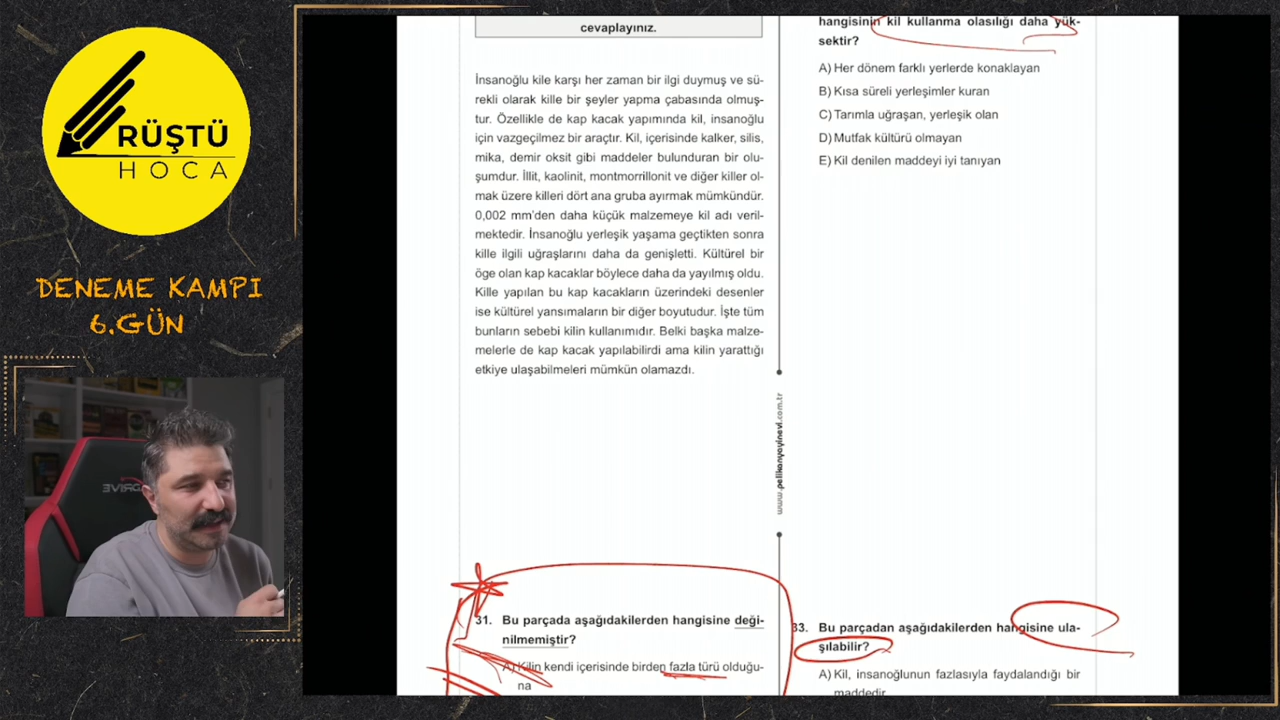 RÜŞTÜ
HOCA
DENEME KAMPI
6.GÜN
cevaplayınız.
İnsanoğlu kile karşı her zaman bir ilgi duymuş ve sü-
rekli olarak kille bir şeyler yapma çabasında olmuş-
tur. Özellikle de kap kacak yapımında kil, insanoğlu
için vazgeçilmez bir araçtır. Kil, içerisinde kalker, silis,
mika, demir oksit gibi maddeler bulunduran bir olu-
şumdur. İllit, kaolinit, montmorrillonit ve diğer killer ol-
mak üzere killeri dört ana gruba ayırmak mümkündür.
0,002 mm'den daha küçük malzemeye kil adı veril-
mektedir. İnsanoğlu yerleşik yaşama geçtikten sonra
kille ilgili uğraşlarını daha da genişletti. Kültürel bir
öge olan kap kacaklar böylece daha da yayılmış oldu.
Kille yapılan bu kap kacakların üzerindeki desenler
ise kültürel yansımaların bir diğer boyutudur. İşte tüm
bunların sebebi kilin kullanımıdır. Belki başka malze-
melerle de kap kacak yapılabilirdi ama kilin yarattığı
etkiye ulaşabilmeleri mümkün olamazdı.
31. Bu parçada aşağıdakilerden hangisine deği-
nilmemiştir?
A) Kilin kendi içerisinde birden fazla türü olduğu-
na
www.pelikanyayinevi.com.tr
hangisinin kil kullanma olasılığı daha yük-
sektir?
A) Her dönem farklı yerlerde konaklayan
B) Kısa süreli yerleşimler kuran
C) Tarımla uğraşan, yerleşik olan
D) Mutfak kültürü olmayan
E) Kil denilen maddeyi iyi tanıyan
33. Bu parçadan aşağıdakilerden hangisine ula-
şılabilir?
A) Kil, insanoğlunun fazlasıyla faydalandığı bir
maddedir